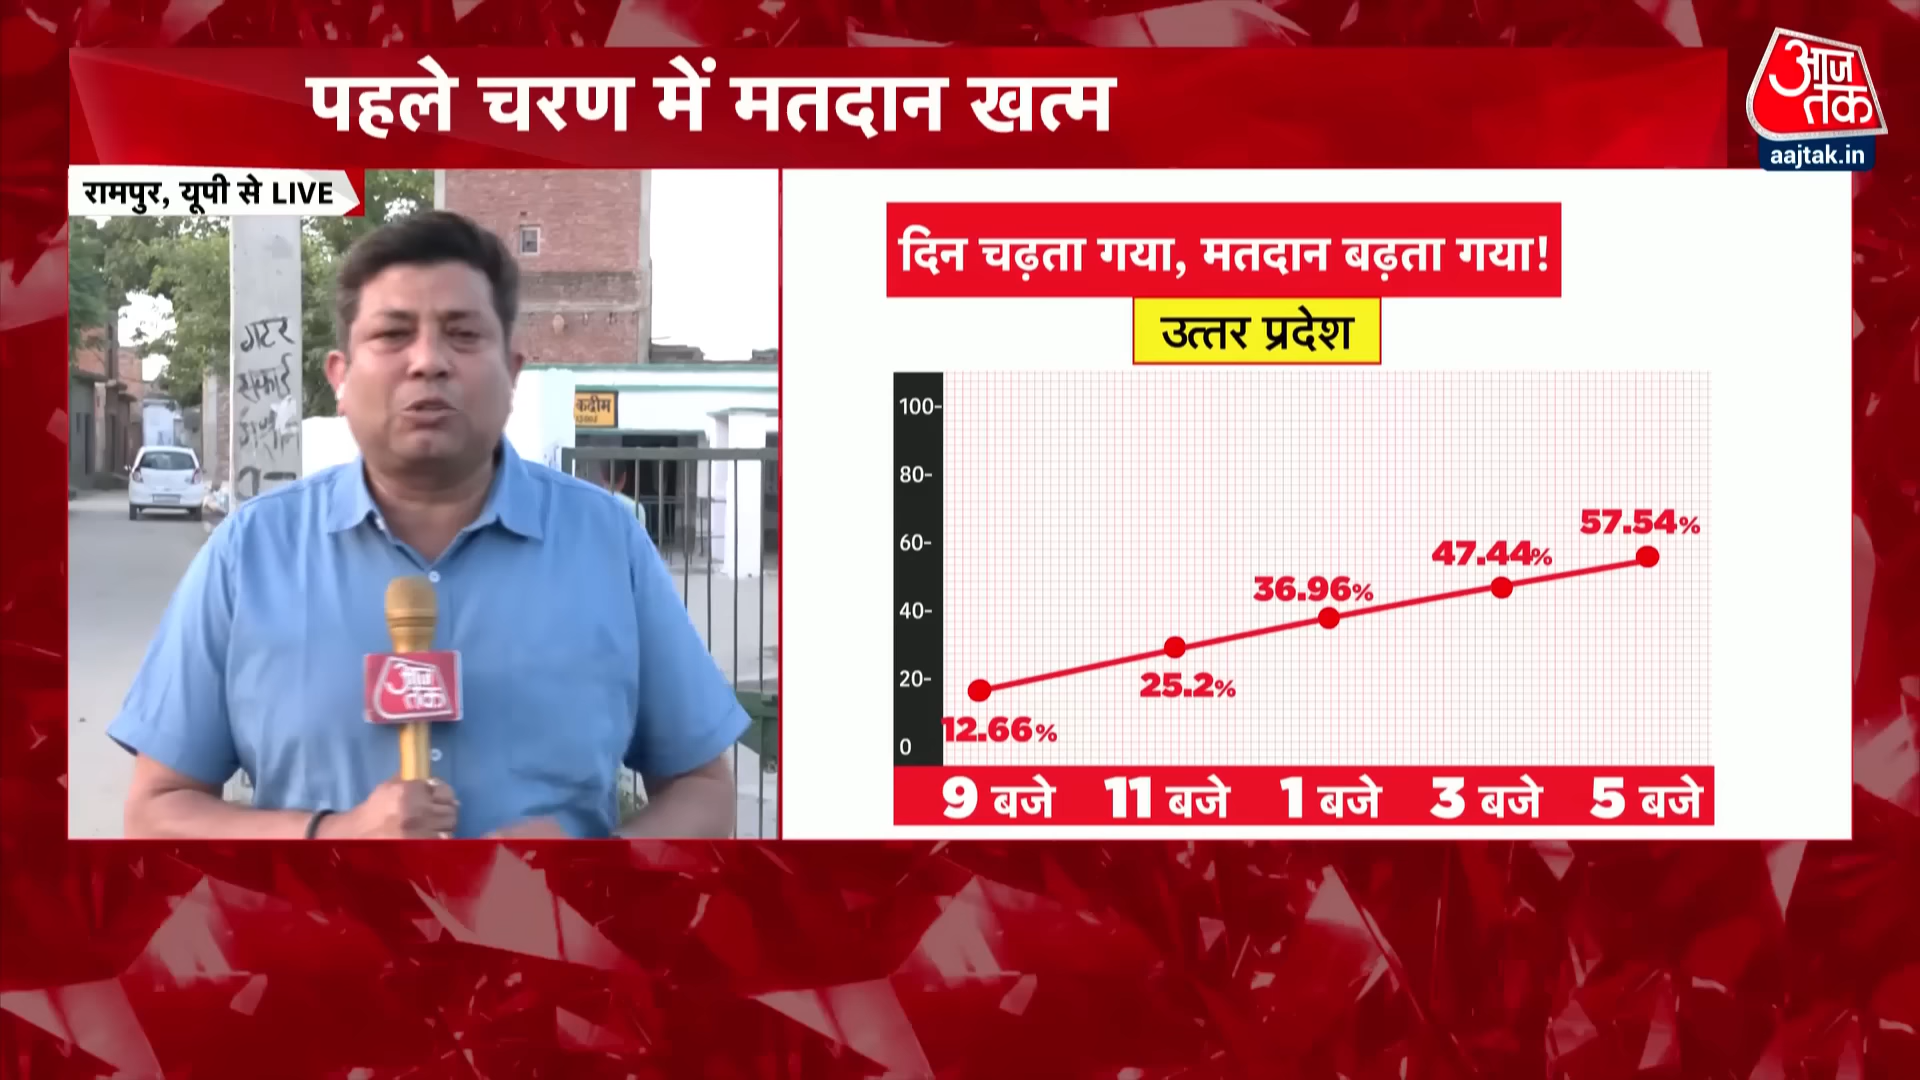 पहले चरण में मतदान खत्म
आज
तक
aajtak.in
रामपुर, यूपी से LIVE
दिन चढ़ता गया, मतदान बढ़ता गया!
उत्तर प्रदेश
गटर
सफाई
कदीम
आज
तक
100-
80-
60-
40-
20-
0
12.66%
25.2%
36.96%
47.44%
57.54%
9 बजे 11 बजे 1 बजे 3 बजे 5 बजे